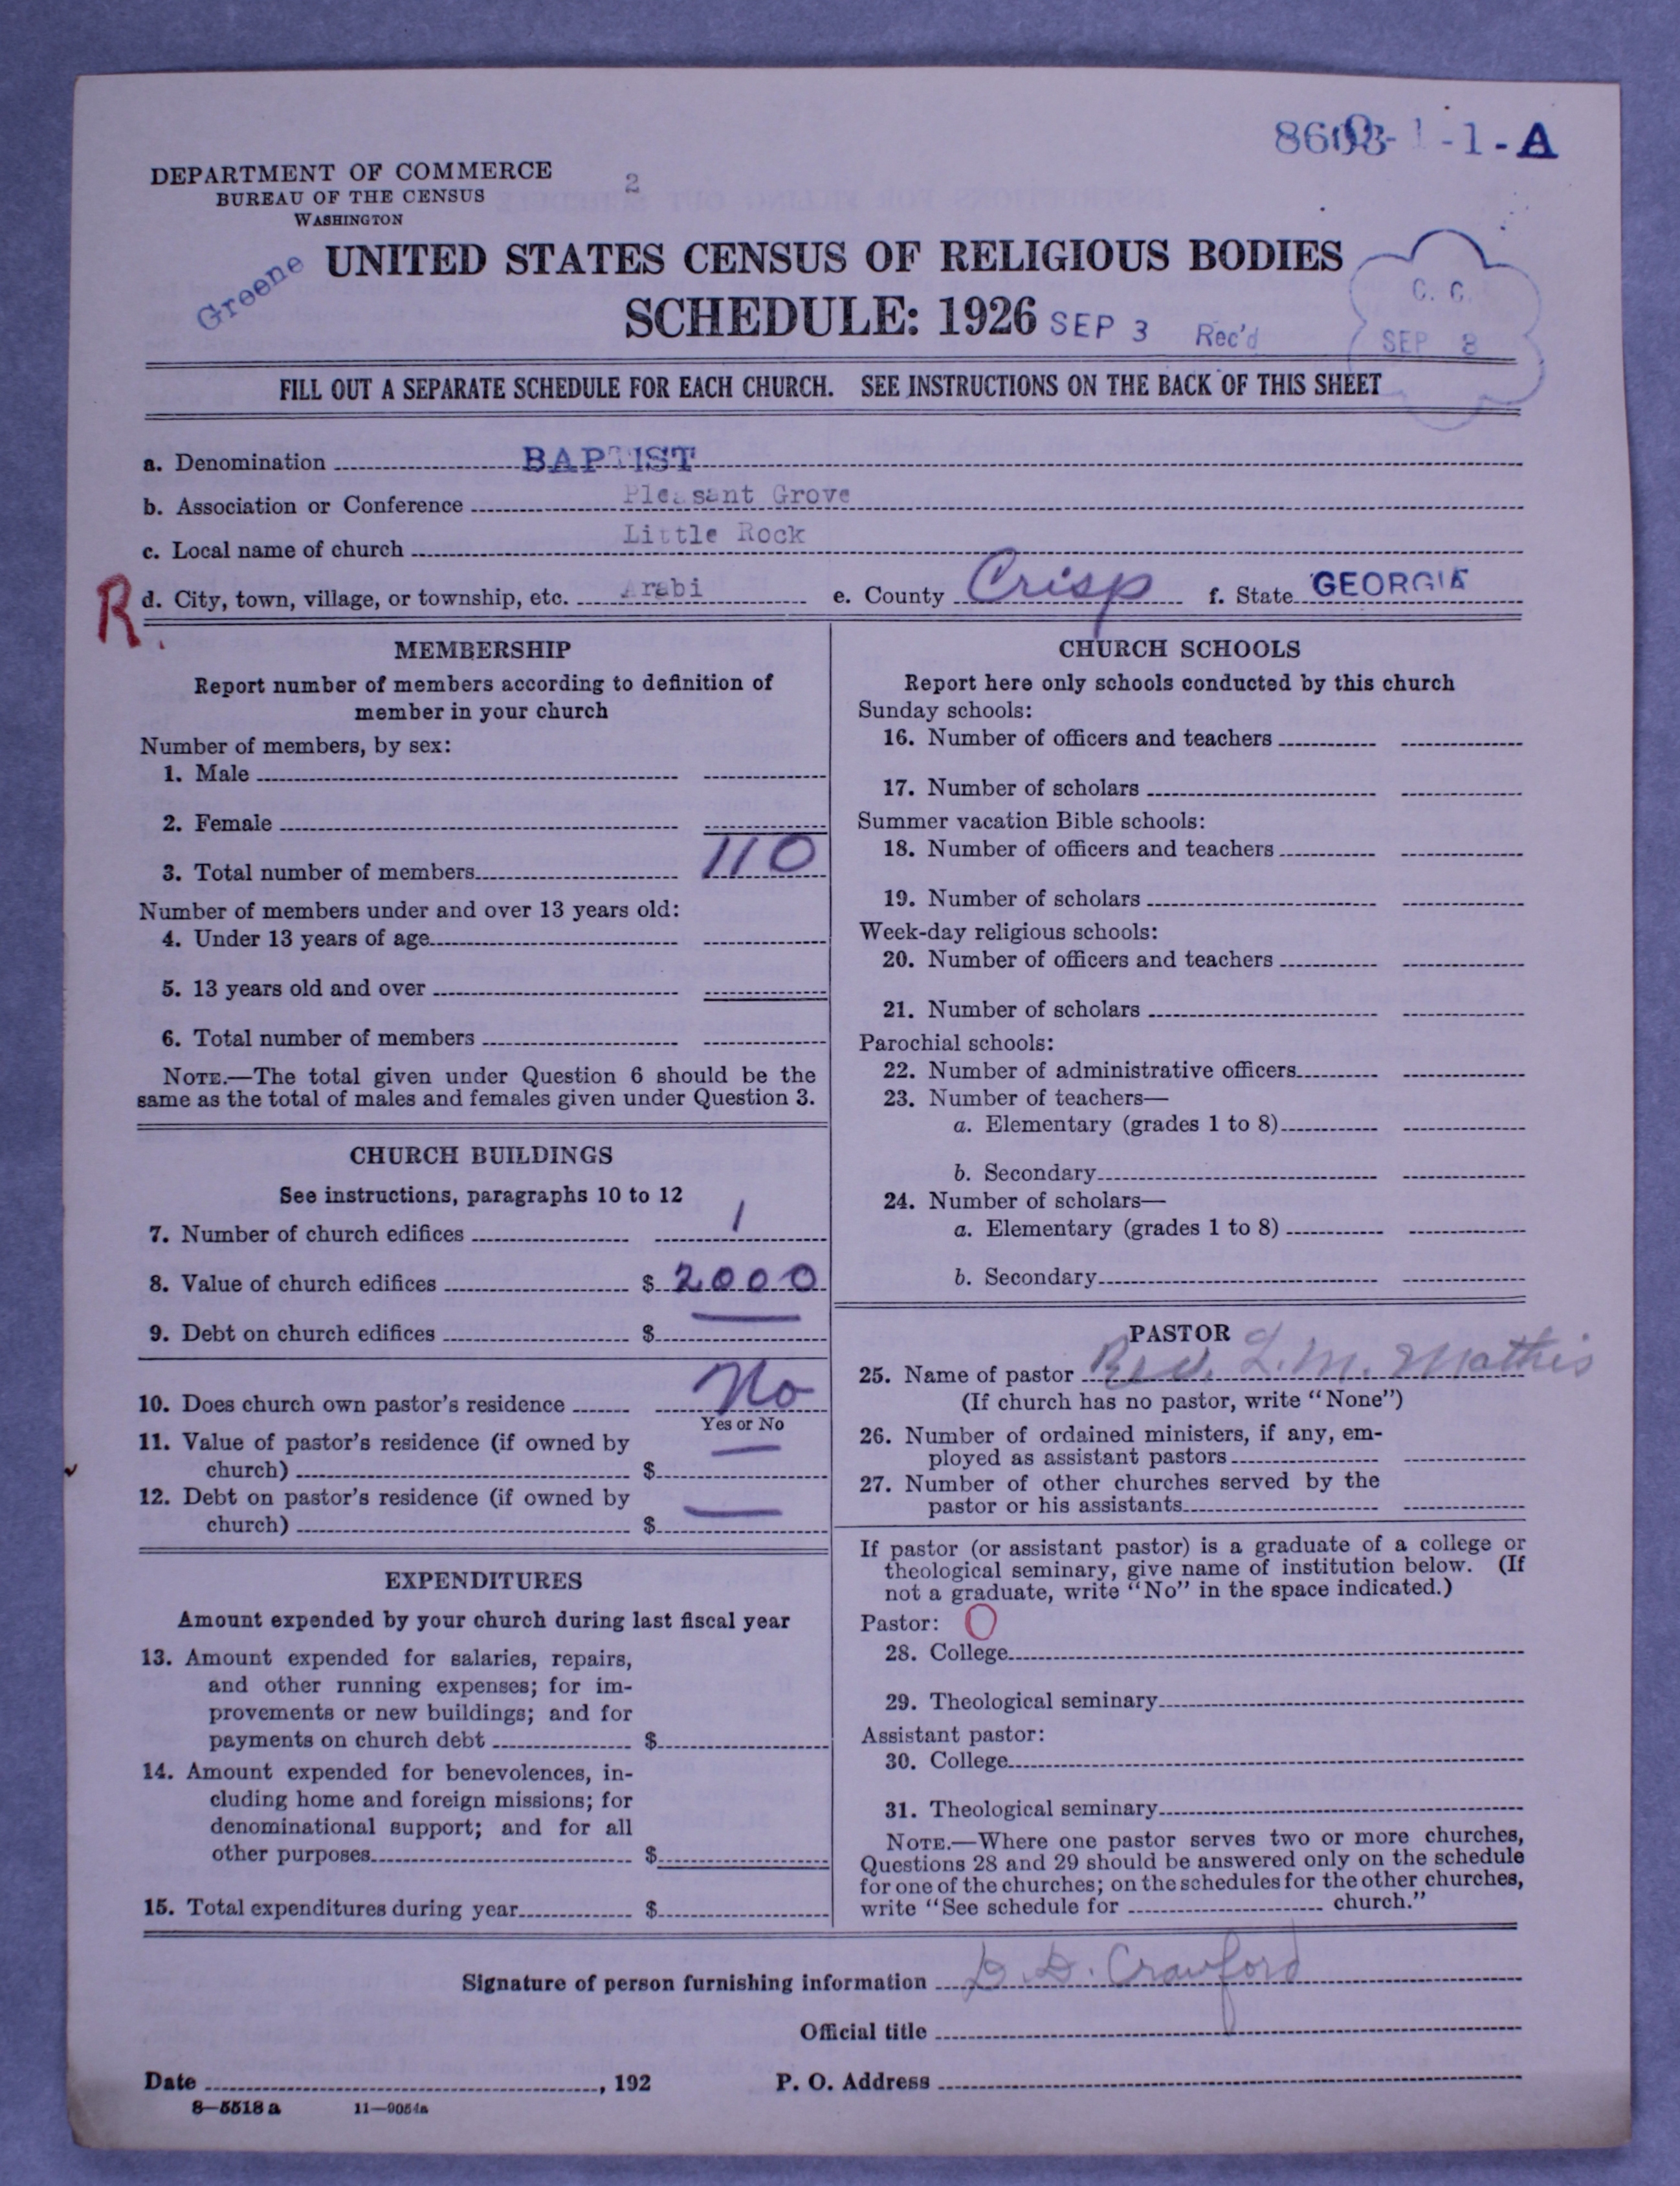 -1-A
DEPARTMENT OF COMMERCE
BUREAU OF THE CENSUS
WASHINGTON
2
Greene
UNITED STATES CENSUS OF RELIGIOUS BODIES
SCHEDULE: 1926
SEP 3 Rec'd
C. C.
SEP 8
FILL OUT A SEPARATE SCHEDULE FOR EACH CHURCH. SEE INSTRUCTIONS ON THE BACK OF THIS SHEET
a. Denomination BAPTIST
b. Association or Conference Pleasant Grove
c. Local name of church Little Rock
R. d. City, town, village, or township, etc. Arabi e. County Crisp f. State GEORGIA
MEMBERSHIP
Report number of members according to definition of
member in your church
Number of members, by sex:
1. Male
2. Female
3. Total number of members 110
Number of members under and over 13 years old:
4. Under 13 years of age
5. 13 years old and over
6. Total number of members
NOTE.—The total given under Question 6 should be the
same as the total of males and females given under Question 3.
CHURCH BUILDINGS
See instructions, paragraphs 10 to 12
7. Number of church edifices 1
8. Value of church edifices $ 2000
9. Debt on church edifices $ —
10. Does church own pastor's residence No
Yes or No
11. Value of pastor's residence (if owned by
church) $ —
12. Debt on pastor's residence (if owned by
church) $ —
EXPENDITURES
Amount expended by your church during last fiscal year
13. Amount expended for salaries, repairs,
and other running expenses; for im-
provements or new buildings; and for
payments on church debt $
14. Amount expended for benevolences, in-
cluding home and foreign missions; for
denominational support; and for all
other purposes $
15. Total expenditures during year $
CHURCH SCHOOLS
Report here only schools conducted by this church
Sunday schools:
16. Number of officers and teachers
17. Number of scholars
Summer vacation Bible schools:
18. Number of officers and teachers
19. Number of scholars
Week-day religious schools:
20. Number of officers and teachers
21. Number of scholars
Parochial schools:
22. Number of administrative officers
23. Number of teachers—
a. Elementary (grades 1 to 8)
b. Secondary
24. Number of scholars—
a. Elementary (grades 1 to 8)
b. Secondary
PASTOR
25. Name of pastor Rev. L. M. Mathis
(If church has no pastor, write "None")
26. Number of ordained ministers, if any, em-
ployed as assistant pastors
27. Number of other churches served by the
pastor or his assistants
If pastor (or assistant pastor) is a graduate of a college or
theological seminary, give name of institution below. (If
not a graduate, write "No" in the space indicated.)
Pastor: O
28. College
29. Theological seminary
Assistant pastor:
30. College
31. Theological seminary
NOTE.—Where one pastor serves two or more churches,
Questions 28 and 29 should be answered only on the schedule
for one of the churches; on the schedules for the other churches,
write "See schedule for church."
Signature of person furnishing information D. D. Crawford
Official title
Date , 192 P. O. Address
8—5518 a 11—9054a